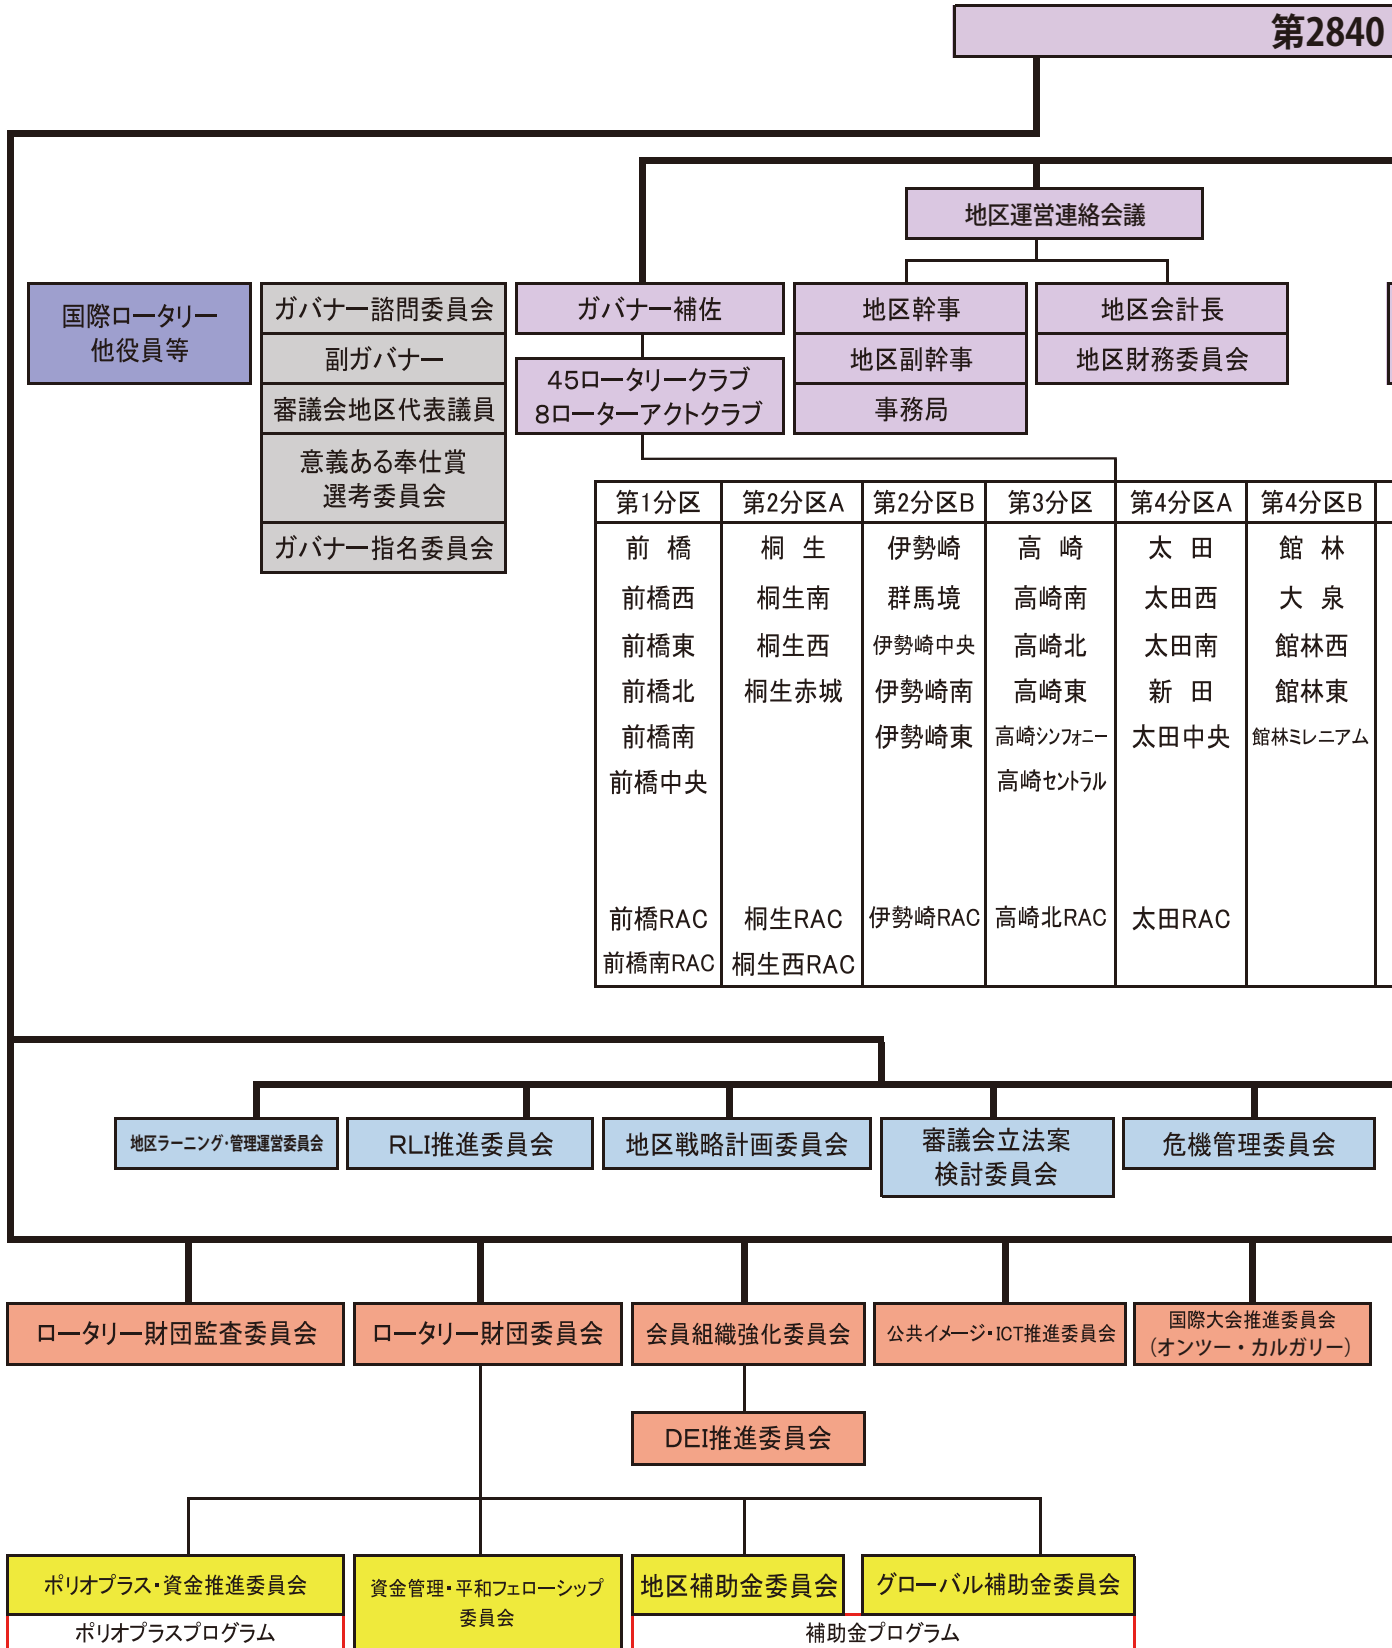 第2840
地区運営連絡会議
国際ロータリー
他役員等
ガバナー諮問委員会
副ガバナー
審議会地区代表議員
意義ある奉仕賞
選考委員会
ガバナー指名委員会
ガバナー補佐
45ロータリークラブ
8ローターアクトクラブ
地区幹事
地区副幹事
事務局
地区会計長
地区財務委員会
第1分区 第2分区A 第2分区B 第3分区 第4分区A 第4分区B
前 橋 桐 生 伊勢崎 高 崎 太 田 館 林
前橋西 桐生南 群馬境 高崎南 太田西 大 泉
前橋東 桐生西 伊勢崎中央 高崎北 太田南 館林西
前橋北 桐生赤城 伊勢崎南 高崎東 新 田 館林東
前橋南 伊勢崎東 高崎シンフォニー 太田中央 館林ミレニアム
前橋中央 高崎セントラル
前橋RAC 桐生RAC 伊勢崎RAC 高崎北RAC 太田RAC
前橋南RAC 桐生西RAC
地区ラーニング・管理運営委員会
RLI推進委員会
地区戦略計画委員会
審議会立法案
検討委員会
危機管理委員会
ロータリー財団監査委員会
ロータリー財団委員会
会員組織強化委員会
公共イメージ・ICT推進委員会
国際大会推進委員会
(オンツー・カルガリー)
DEI推進委員会
ポリオプラス・資金推進委員会
資金管理・平和フェローシップ
委員会
地区補助金委員会
グローバル補助金委員会
ポリオプラスプログラム
補助金プログラム